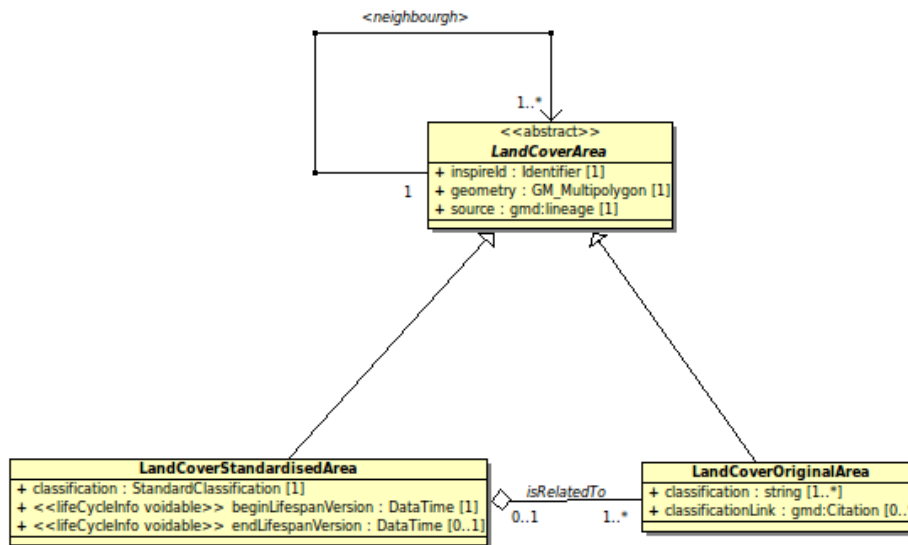 <neighbourgh>
1..*
<<abstract>>
LandCoverArea
+ inspireId : Identifier [1]
+ geometry : GM_Multipolygon [1]
+ source : gmd:lineage [1]
1
LandCoverStandardisedArea
+ classification : StandardClassification [1]
+ <<lifeCycleInfo voidable>> beginLifespanVersion : DataTime [1]
+ <<lifeCycleInfo voidable>> endLifespanVersion : DataTime [0..1]
isRelatedTo
0..1
1..*
LandCoverOriginalArea
+ classification : string [1..*]
+ classificationLink : gmd:Citation [0..